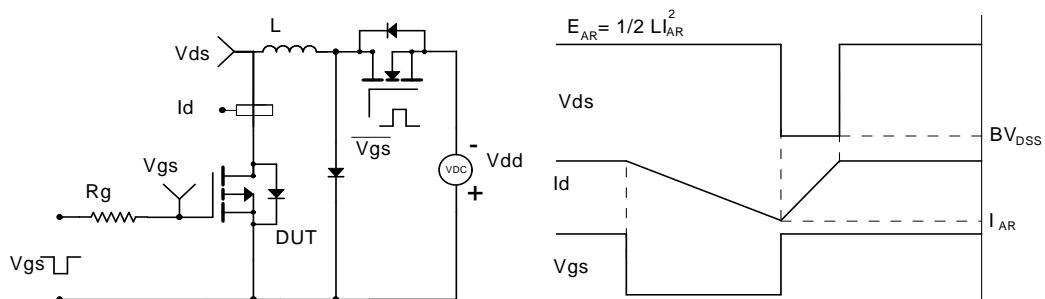 L
Vds
Id
Vgs
Vgs
Rg
DUT
Vgs
VDC
-
+
Vdd
E_AR= 1/2 LI_AR^2
Vds
BV_DSS
Id
I_AR
Vgs